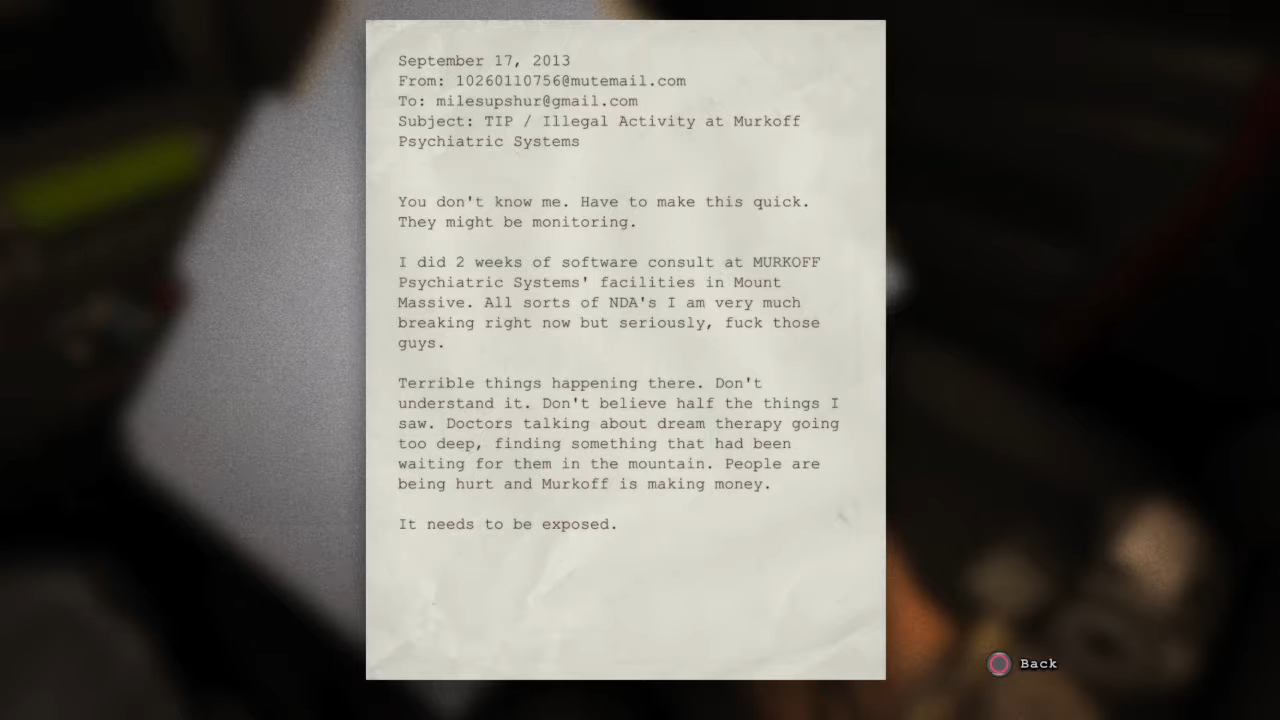 September 17, 2013
From: 10260110756@mutemail.com
To: milesupshur@gmail.com
Subject: TIP / Illegal Activity at Murkoff
Psychiatric Systems
You don't know me. Have to make this quick.
They might be monitoring.
I did 2 weeks of software consult at MURKOFF
Psychiatric Systems' facilities in Mount
Massive. All sorts of NDA's I am very much
breaking right now but seriously, fuck those
guys.
Terrible things happening there. Don't
understand it. Don't believe half the things I
saw. Doctors talking about dream therapy going
too deep, finding something that had been
waiting for them in the mountain. People are
being hurt and Murkoff is making money.
It needs to be exposed.
Back